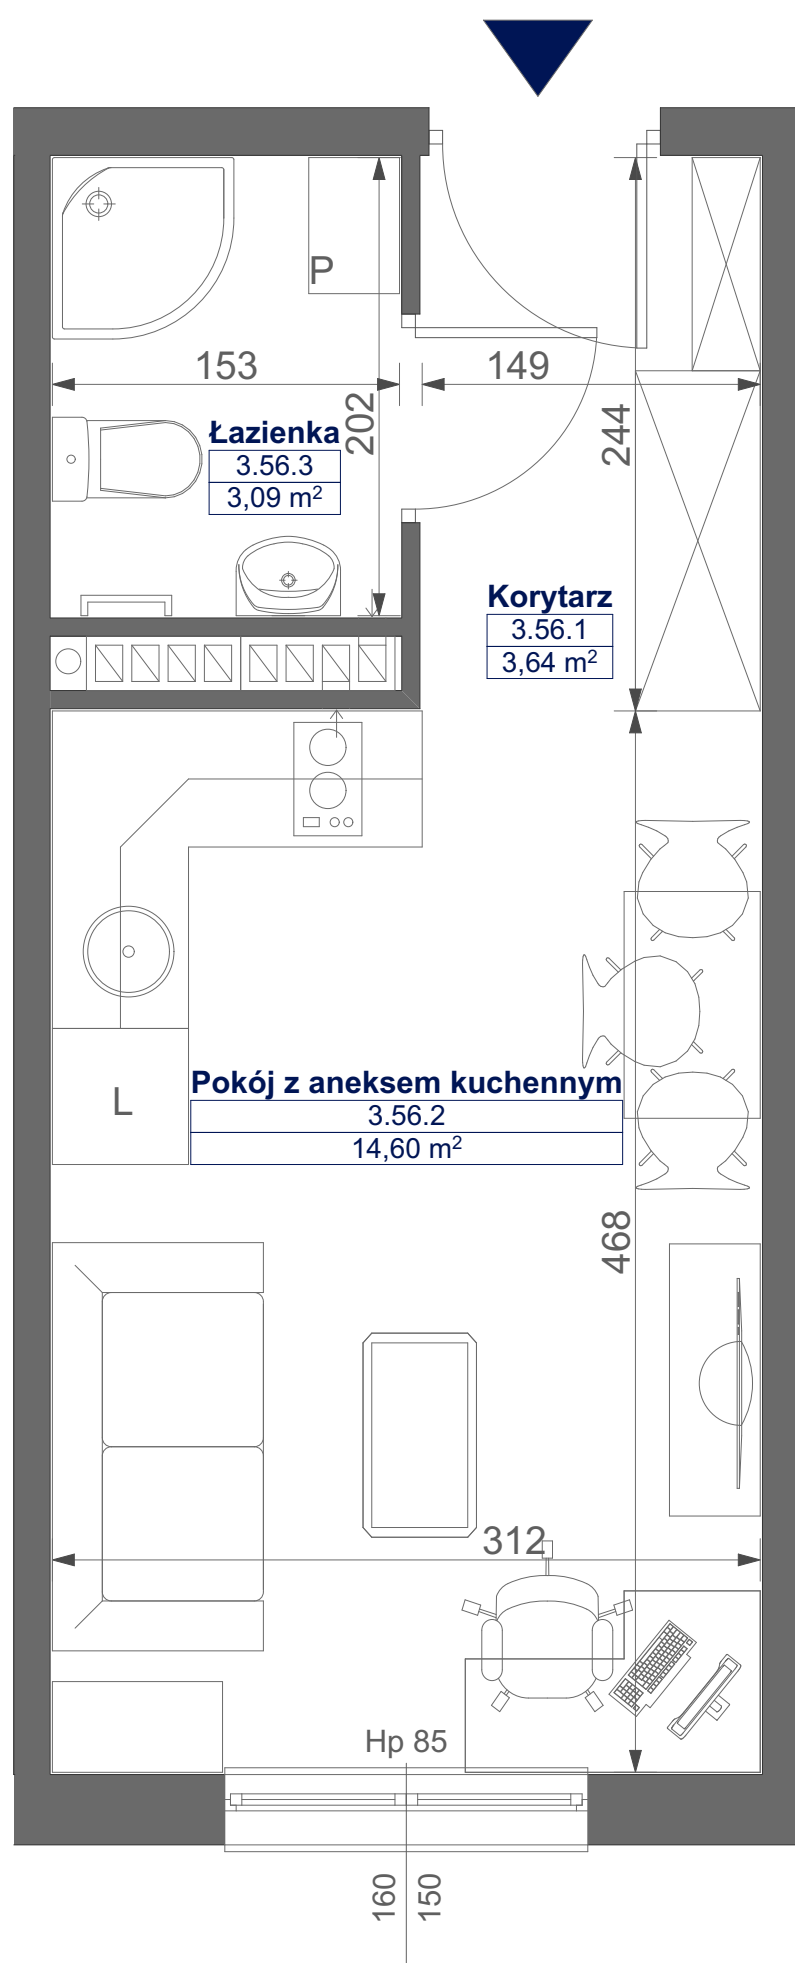 P
153
149
202
244
Łazienka
3.56.3
3,09 m²
Korytarz
3.56.1
3,64 m²
Pokój z aneksem kuchennym
3.56.2
14,60 m²
L
468
312
Hp 85
160
150